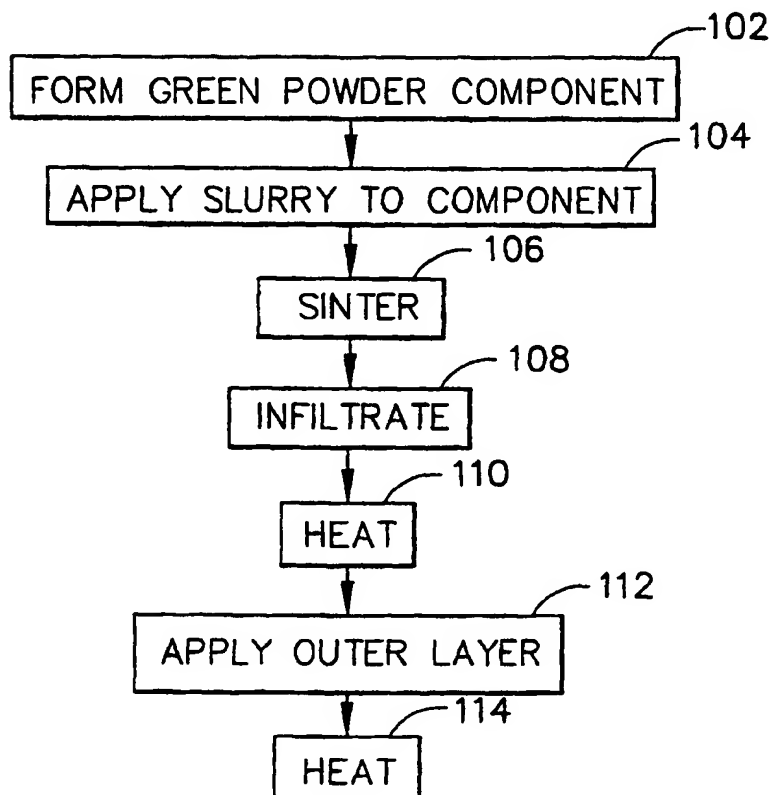 102
FORM GREEN POWDER COMPONENT
104
APPLY SLURRY TO COMPONENT
106
SINTER
108
INFILTRATE
110
HEAT
112
APPLY OUTER LAYER
114
HEAT